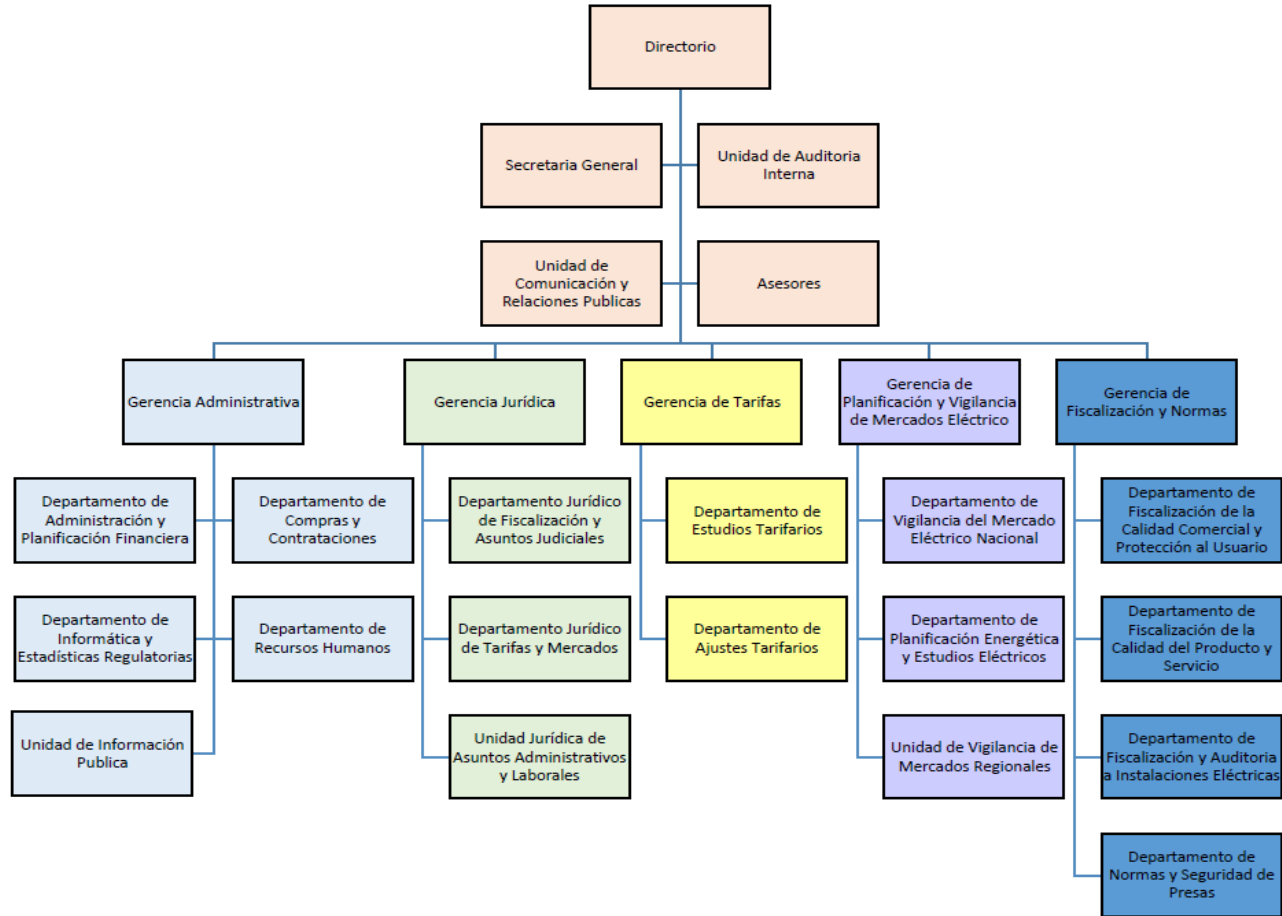 Directorio
Secretaria General
Unidad de Auditoria
Interna
Unidad de
Comunicación y
Relaciones Publicas
Asesores
Gerencia Administrativa
Gerencia Jurídica
Gerencia de Tarifas
Gerencia de
Planificación y Vigilancia
de Mercados Eléctrico
Gerencia de
Fiscalización y Normas
Departamento de
Administración y
Planificación Financiera
Departamento de
Compras y
Contrataciones
Departamento Jurídico
de Fiscalización y
Asuntos Judiciales
Departamento de
Estudios Tarifarios
Departamento de
Vigilancia del Mercado
Eléctrico Nacional
Departamento de
Fiscalización de la
Calidad Comercial y
Protección al Usuario
Departamento de
Informática y
Estadísticas Regulatorias
Departamento de
Recursos Humanos
Departamento Jurídico
de Tarifas y Mercados
Departamento de
Ajustes Tarifarios
Departamento de
Planificación Energética
y Estudios Eléctricos
Departamento de
Fiscalización de la
Calidad del Producto y
Servicio
Unidad de Información
Publica
Unidad Jurídica de
Asuntos Administrativos
y Laborales
Unidad de Vigilancia de
Mercados Regionales
Departamento de
Fiscalización y Auditoria
a Instalaciones Eléctricas
Departamento de
Normas y Seguridad de
Presas